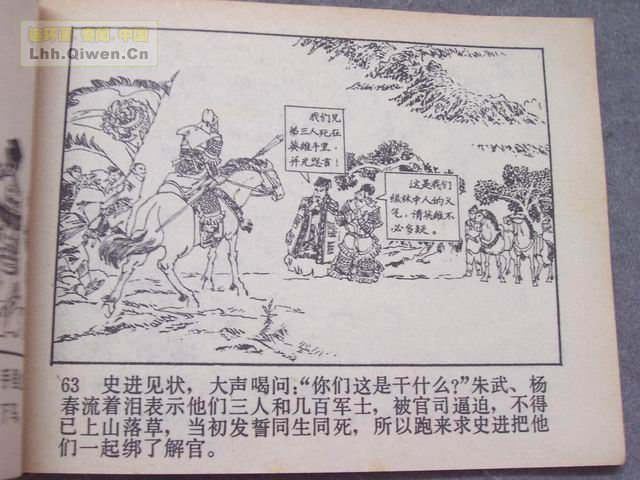 连环画·奇闻·中国
Lhh.Qiwen.Cn
我们兄
弟三人死在
英雄手里，
并无怨言！
这是我们
绿林中人的义
气，请英雄不
必多疑。
63 史进见状，大声喝问：“你们这是干什么？”朱武、杨
春流着泪表示他们三人和几百军士，被官司逼迫，不得
已上山落草，当初发誓同生同死，所以跑来求史进把他
们一起绑了解官。